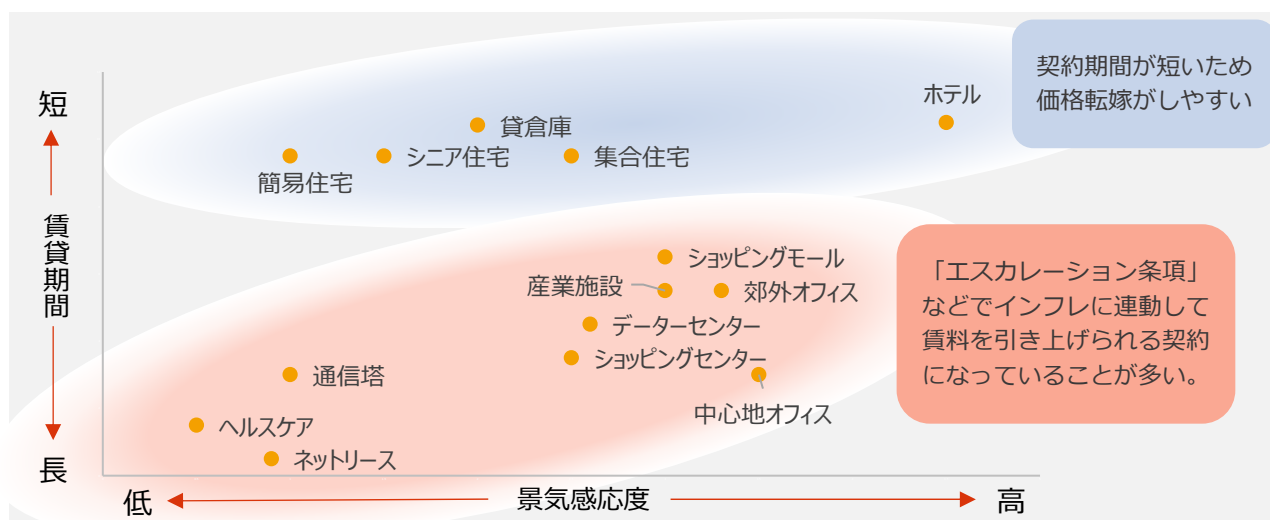 契約期間が短いため
価格転嫁がしやすい
短
賃貸期間
長
ホテル
貸倉庫
シニア住宅
集合住宅
簡易住宅
ショッピングモール
産業施設
郊外オフィス
データーセンター
ショッピングセンター
通信塔
中心地オフィス
ヘルスケア
ネットリース
「エスカレーション条項」
などでインフレに連動して
賃料を引き上げられる契約
になっていることが多い。
低
景気感応度
高